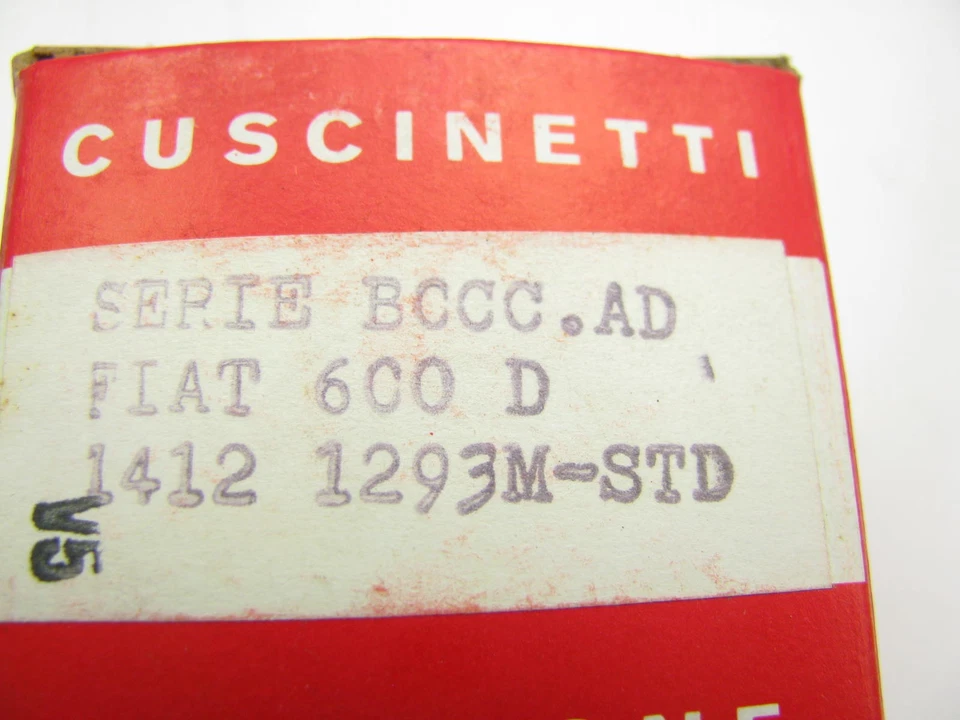 CUSCINETTI
SERIE BCCC.AD
FIAT 600 D
1412 1293M-STD
V5